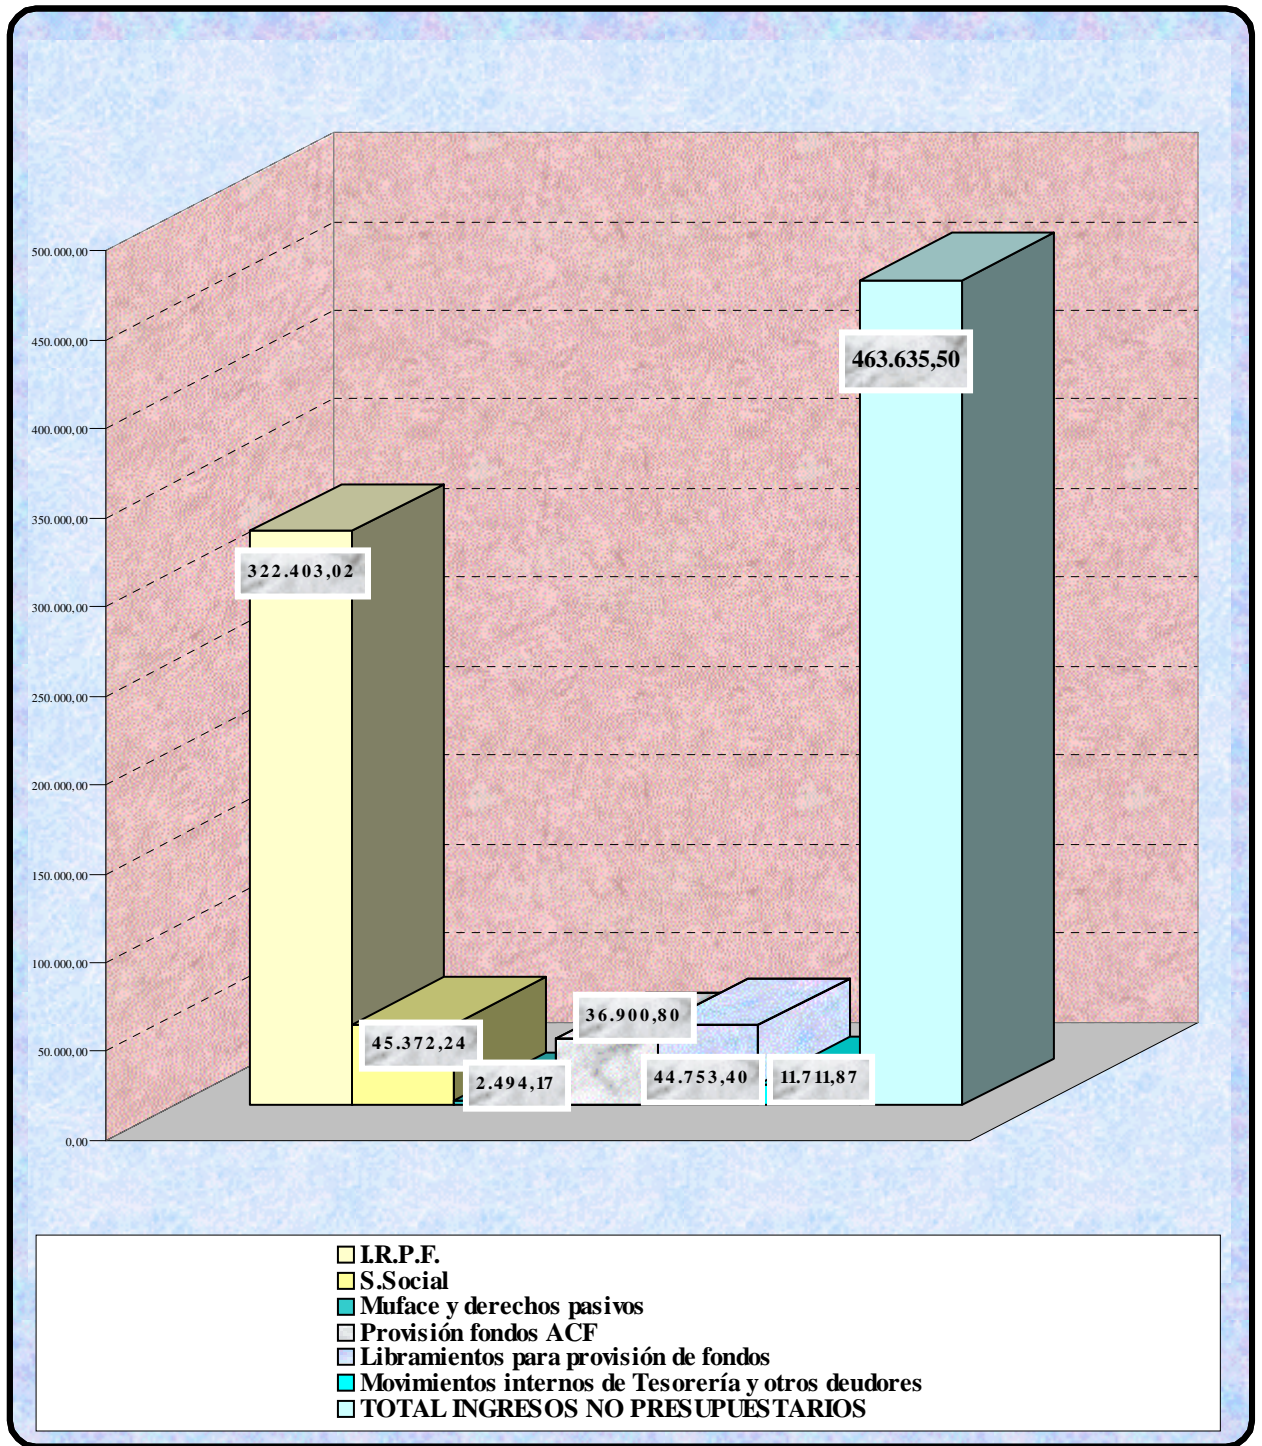 500.000,00
450.000,00
400.000,00
350.000,00
300.000,00
250.000,00
200.000,00
150.000,00
100.000,00
50.000,00
0,00
322.403,02
45.372,24
2.494,17
36.900,80
44.753,40
11.711,87
463.635,50
I.R.P.F.
S.Social
Muface y derechos pasivos
Provisión fondos ACF
Libramientos para provisión de fondos
Movimientos internos de Tesorería y otros deudores
TOTAL INGRESOS NO PRESUPUESTARIOS